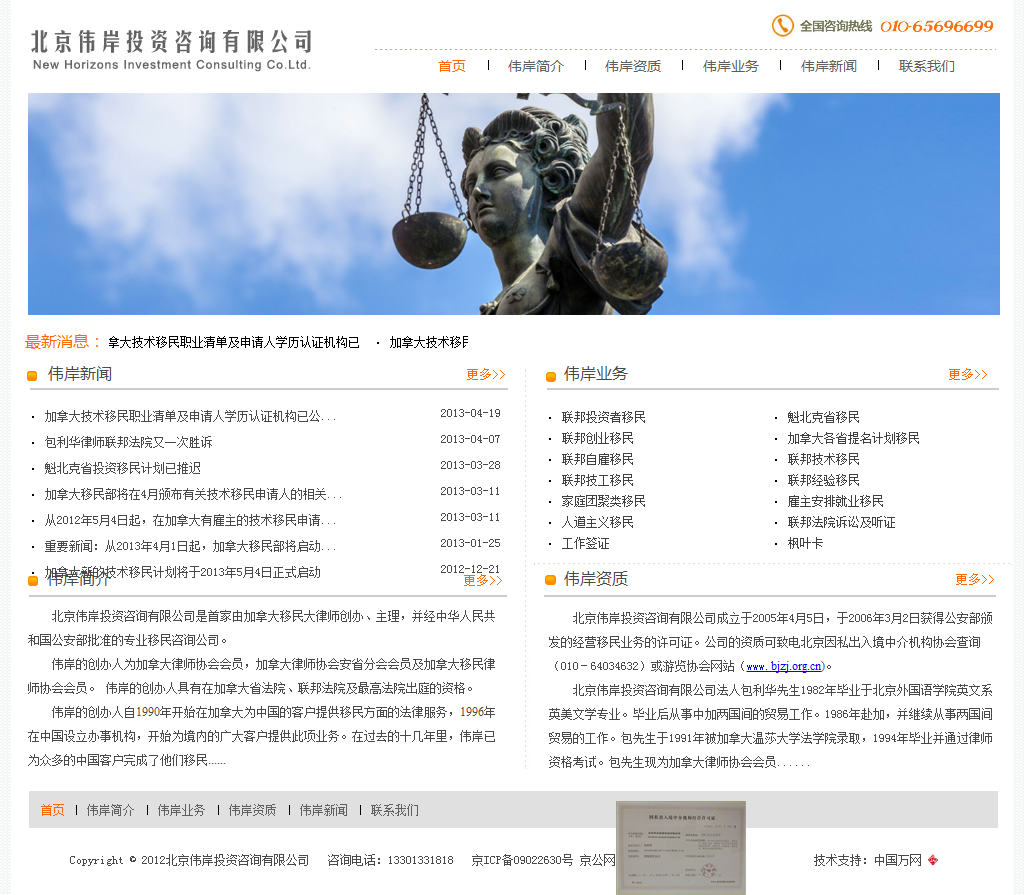 全国咨询热线 010-65696699
北京伟岸投资咨询有限公司
New Horizons Investment Consulting Co.Ltd.
首页 伟岸简介 伟岸资质 伟岸业务 伟岸新闻 联系我们
最新消息： 拿大技术移民职业清单及申请人学历认证机构已 · 加拿大技术移
伟岸新闻 更多>>
· 加拿大技术移民职业清单及申请人学历认证机构已公... 2013-04-19
· 包利华律师联邦法院又一次胜诉 2013-04-07
· 魁北克省投资移民计划已推迟 2013-03-28
· 加拿大移民部将在4月颁布有关技术移民申请人的相关... 2013-03-11
· 从2012年5月4日起，在加拿大有雇主的技术移民申请... 2013-03-11
· 重要新闻：从2013年4月1日起，加拿大移民部将启动... 2013-01-25
· 加拿大新的技术移民计划将于2013年5月4日正式启动 2012-12-21
伟岸业务 更多>>
· 联邦投资者移民 · 魁北克省移民
· 联邦创业移民 · 加拿大各省提名计划移民
· 联邦自雇移民 · 联邦技术移民
· 联邦技工移民 · 联邦经验移民
· 家庭团聚类移民 · 雇主安排就业移民
· 人道主义移民 · 联邦法院诉讼及听证
· 工作签证 · 枫叶卡
伟岸简介 更多>>
北京伟岸投资咨询有限公司是首家由加拿大移民大律师创办、主理，并经中华人民共
和国公安部批准的专业移民咨询公司。
伟岸的创办人为加拿大律师协会会员，加拿大律师协会安省分会会员及加拿大移民律
师协会会员。 伟岸的创办人具有在加拿大省法院、联邦法院及最高法院出庭的资格。
伟岸的创办人自1990年开始在加拿大为中国的客户提供移民方面的法律服务，1996年
在中国设立办事机构，开始为境内的广大客户提供此项业务。在过去的十几年里，伟岸已
为众多的中国客户完成了他们移民......
伟岸资质 更多>>
北京伟岸投资咨询有限公司成立于2005年4月5日，于2006年3月2日获得公安部颁
发的经营移民业务的许可证。公司的资质可致电北京因私出入境中介机构协会查询
（010－64034632）或游览协会网站（www.bjzj.org.cn)。
北京伟岸投资咨询有限公司法人包利华先生1982年毕业于北京外国语学院英文系
英美文学专业。毕业后从事中加两国间的贸易工作。1986年赴加，并继续从事两国间
贸易的工作。包先生于1991年被加拿大温莎大学法学院录取，1994年毕业并通过律师
资格考试。包先生现为加拿大律师协会会员......
首页 伟岸简介 伟岸业务 伟岸资质 伟岸新闻 联系我们
Copyright © 2012北京伟岸投资咨询有限公司 咨询电话：13301331818 京ICP备09022630号 京公网
技术支持：中国万网